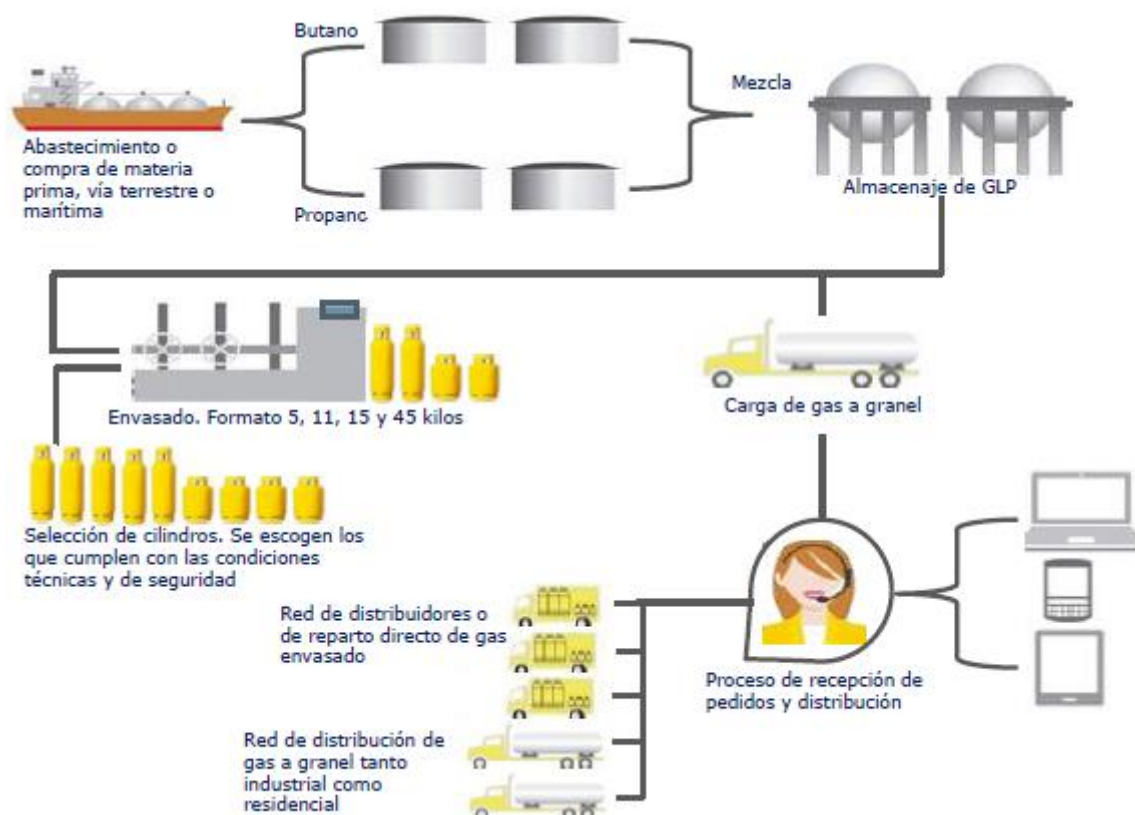 Butano
Mezcla
Abastecimiento o
compra de materia
prima, vía terrestre o
marítima
Propano
Almacenaje de GLP
Envasado. Formato 5, 11, 15 y 45 kilos
Carga de gas a granel
Selección de cilindros. Se escogen los
que cumplen con las condiciones
técnicas y de seguridad
Red de distribuidores o
de reparto directo de gas
envasado
Proceso de recepción de
pedidos y distribución
Red de distribución de
gas a granel tanto
industrial como
residencial